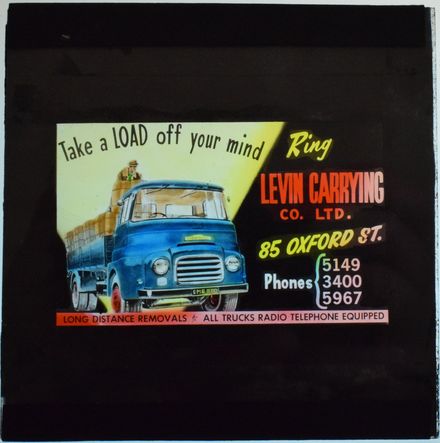 Take a LOAD off your mind
Ring
LEVIN CARRYING
CO. LTD.
85 OXFORD ST.
Phones
5149
3400
5967
LONG DISTANCE REMOVALS ☆ ALL TRUCKS RADIO TELEPHONE EQUIPPED